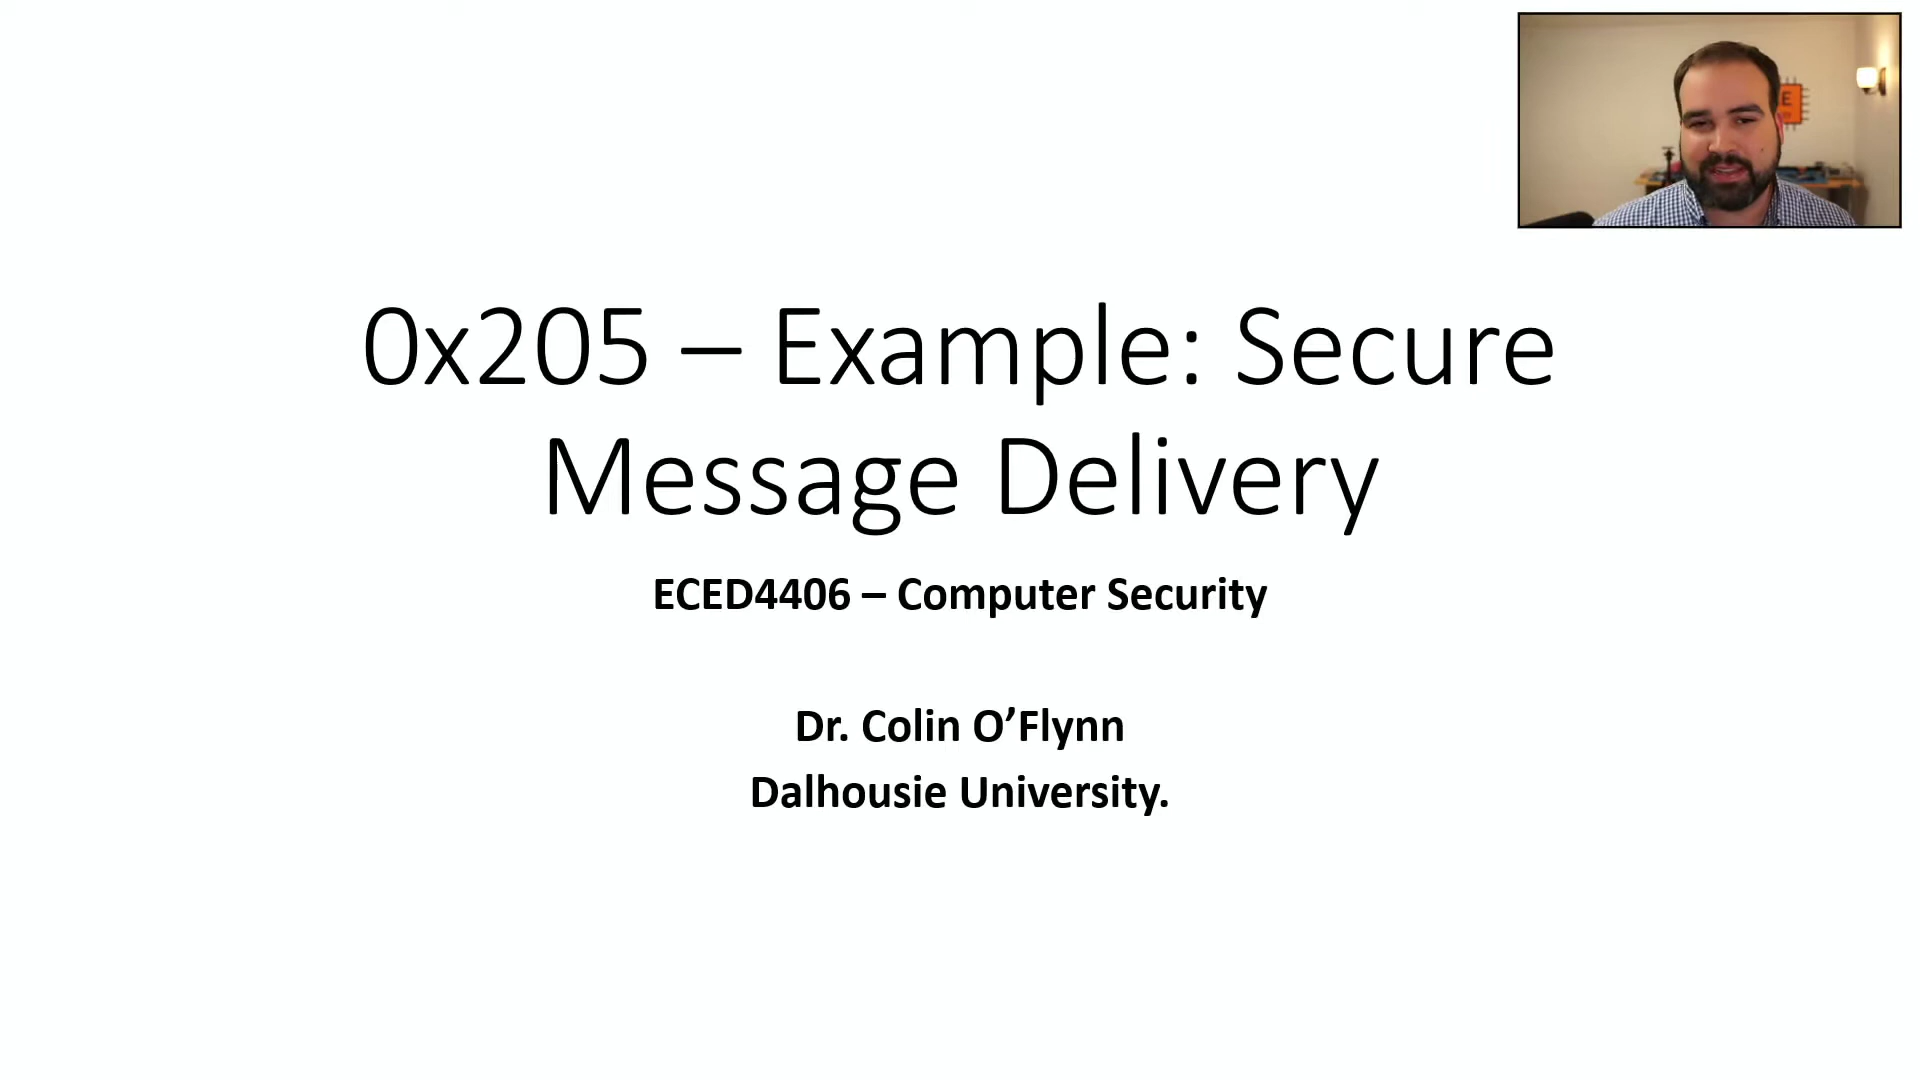 0x205 – Example: Secure
Message Delivery
ECED4406 – Computer Security
Dr. Colin O’Flynn
Dalhousie University.